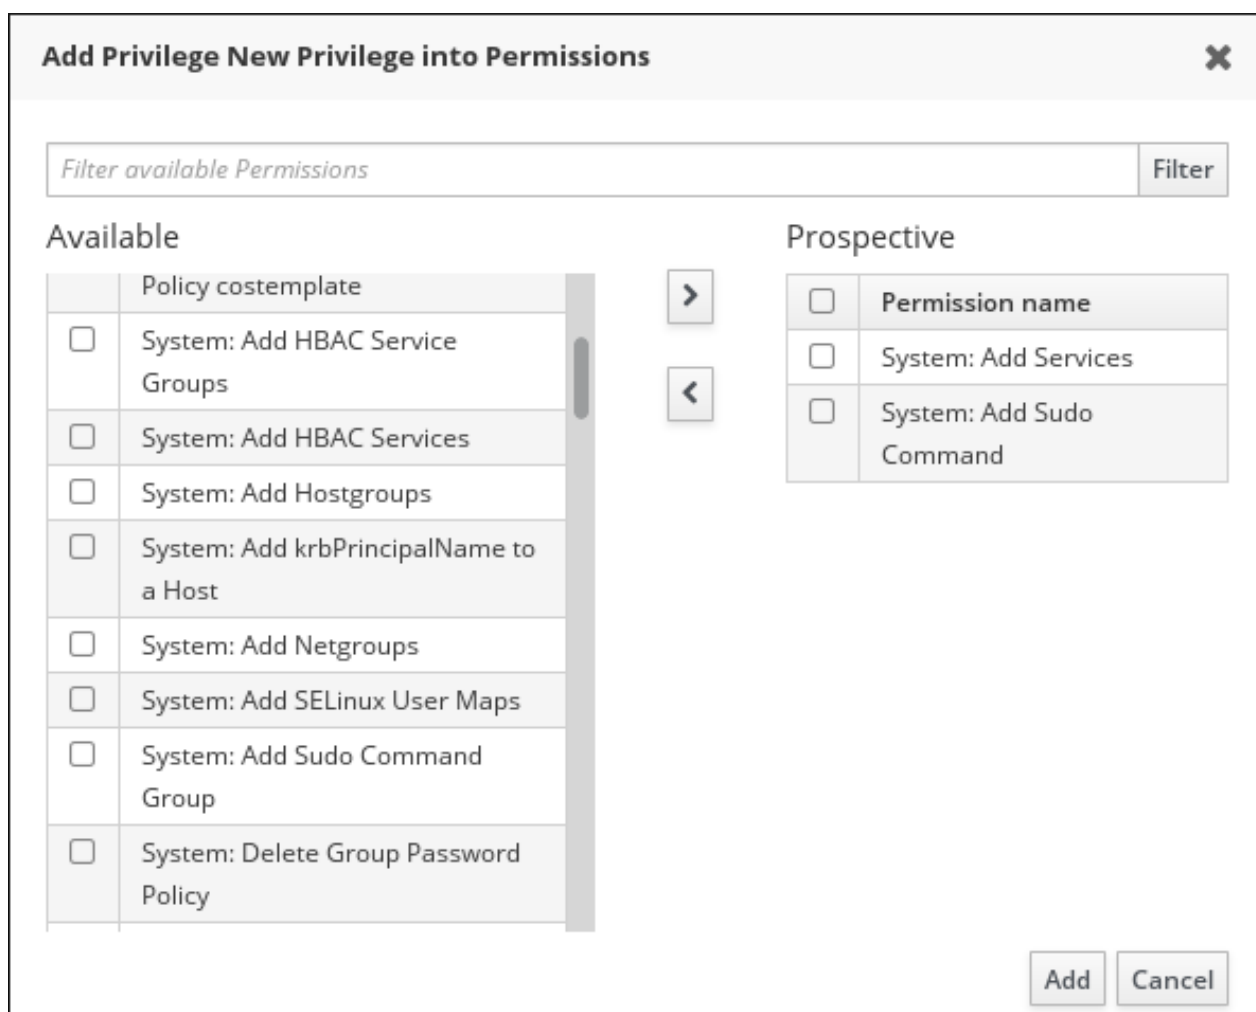 Add Privilege New Privilege into Permissions
Filter available Permissions
Filter
Available
Prospective
Policy costemplate
System: Add HBAC Service
Groups
System: Add HBAC Services
System: Add Hostgroups
System: Add krbPrincipalName to
a Host
System: Add Netgroups
System: Add SELinux User Maps
System: Add Sudo Command
Group
System: Delete Group Password
Policy
Permission name
System: Add Services
System: Add Sudo
Command
Add
Cancel